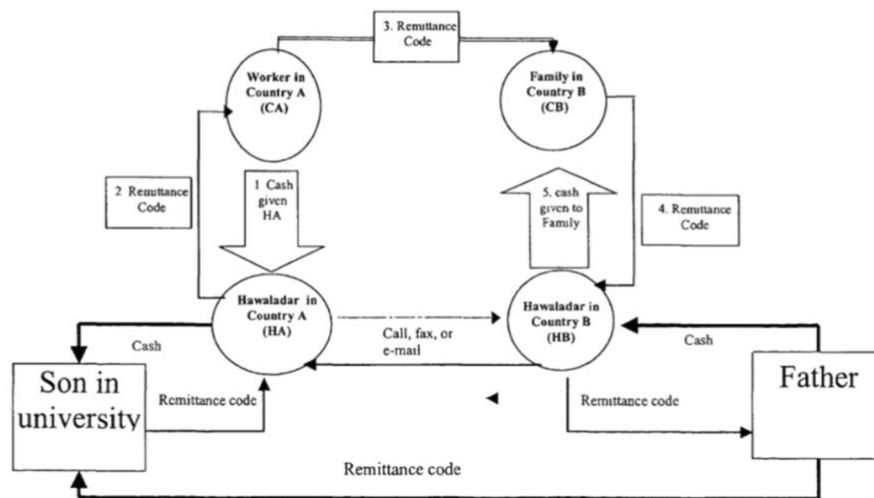 3. Remittance
Code
Worker in
Country A
(CA)
Family in
Country B
(CB)
2 Remittance
Code
1 Cash
given
HA
5. cash
given to
Family
4. Remittance
Code
Hawaladar in
Country A
(HA)
Hawaladar in
Country B
(HB)
Call, fax, or
e-mail
Cash
Cash
Son in
university
Father
Remittance code
Remittance code
Remittance code